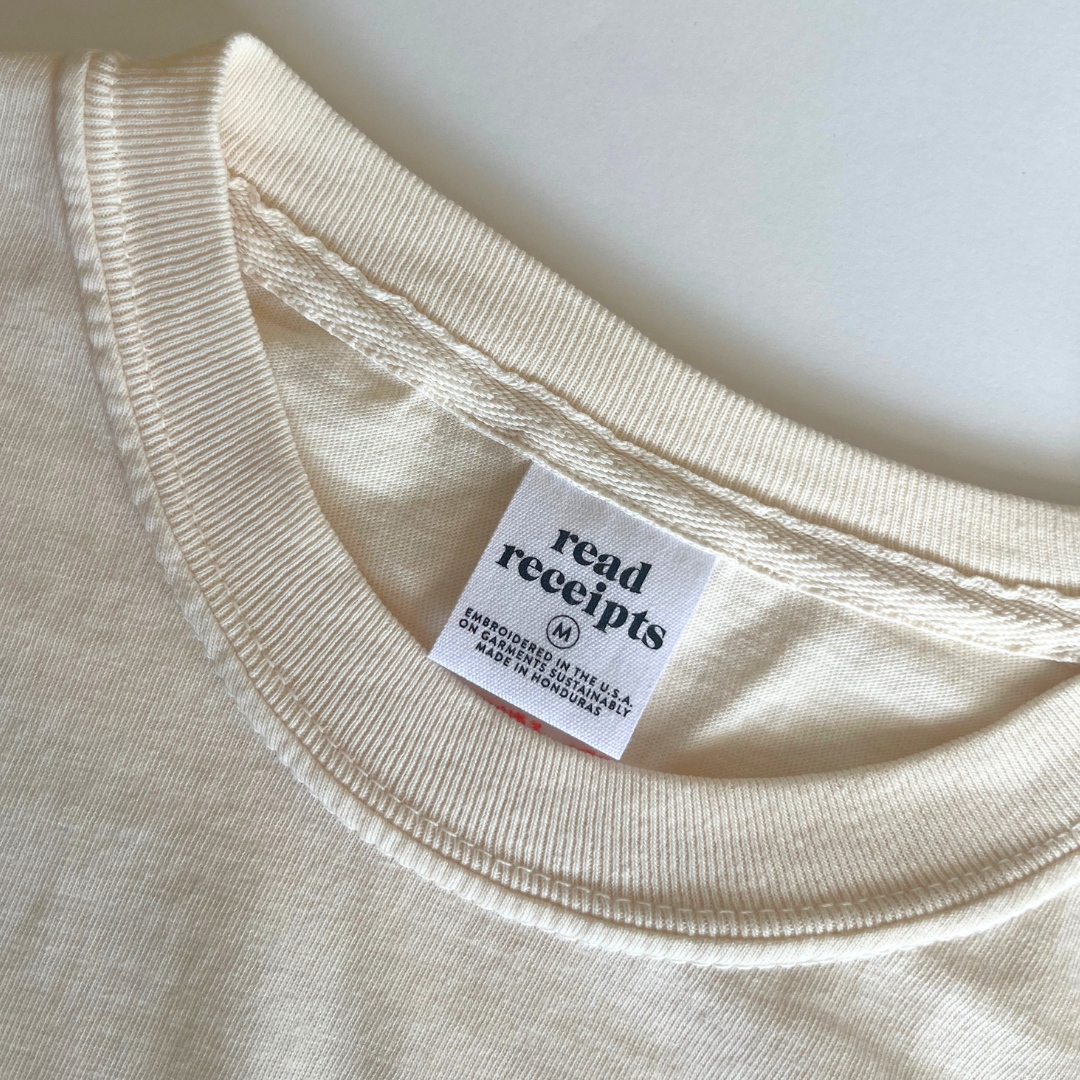 read
receipts
M
EMBROIDERED IN THE U.S.A.
ON GARMENTS SUSTAINABLY
MADE IN HONDURAS